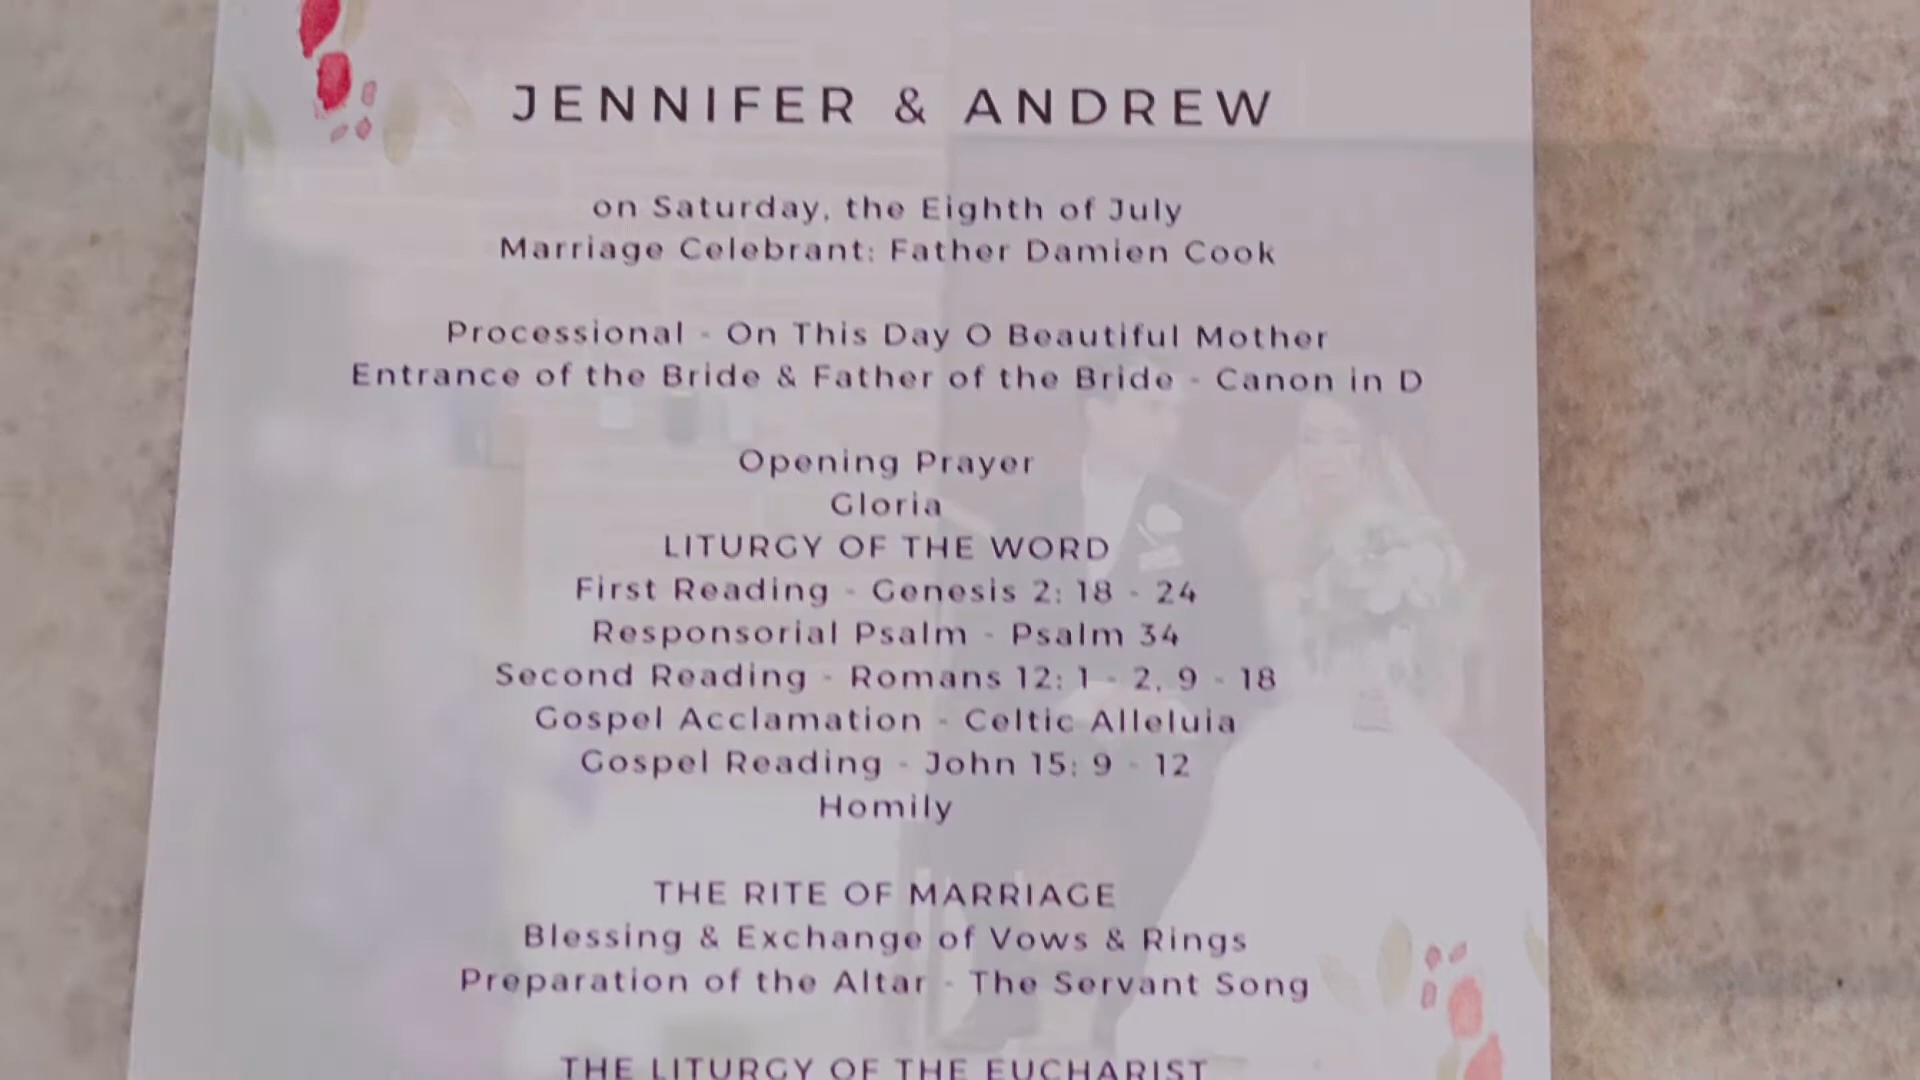 JENNIFER & ANDREW
on Saturday, the Eighth of July
Marriage Celebrant: Father Damien Cook
Processional - On This Day O Beautiful Mother
Entrance of the Bride & Father of the Bride - Canon in D
Opening Prayer
Gloria
LITURGY OF THE WORD
First Reading - Genesis 2: 18 - 24
Responsorial Psalm - Psalm 34
Second Reading - Romans 12: 1 - 2, 9 - 18
Gospel Acclamation - Celtic Alleluia
Gospel Reading - John 15: 9 - 12
Homily
THE RITE OF MARRIAGE
Blessing & Exchange of Vows & Rings
Preparation of the Altar - The Servant Song
THE LITURGY OF THE EUCHARIST